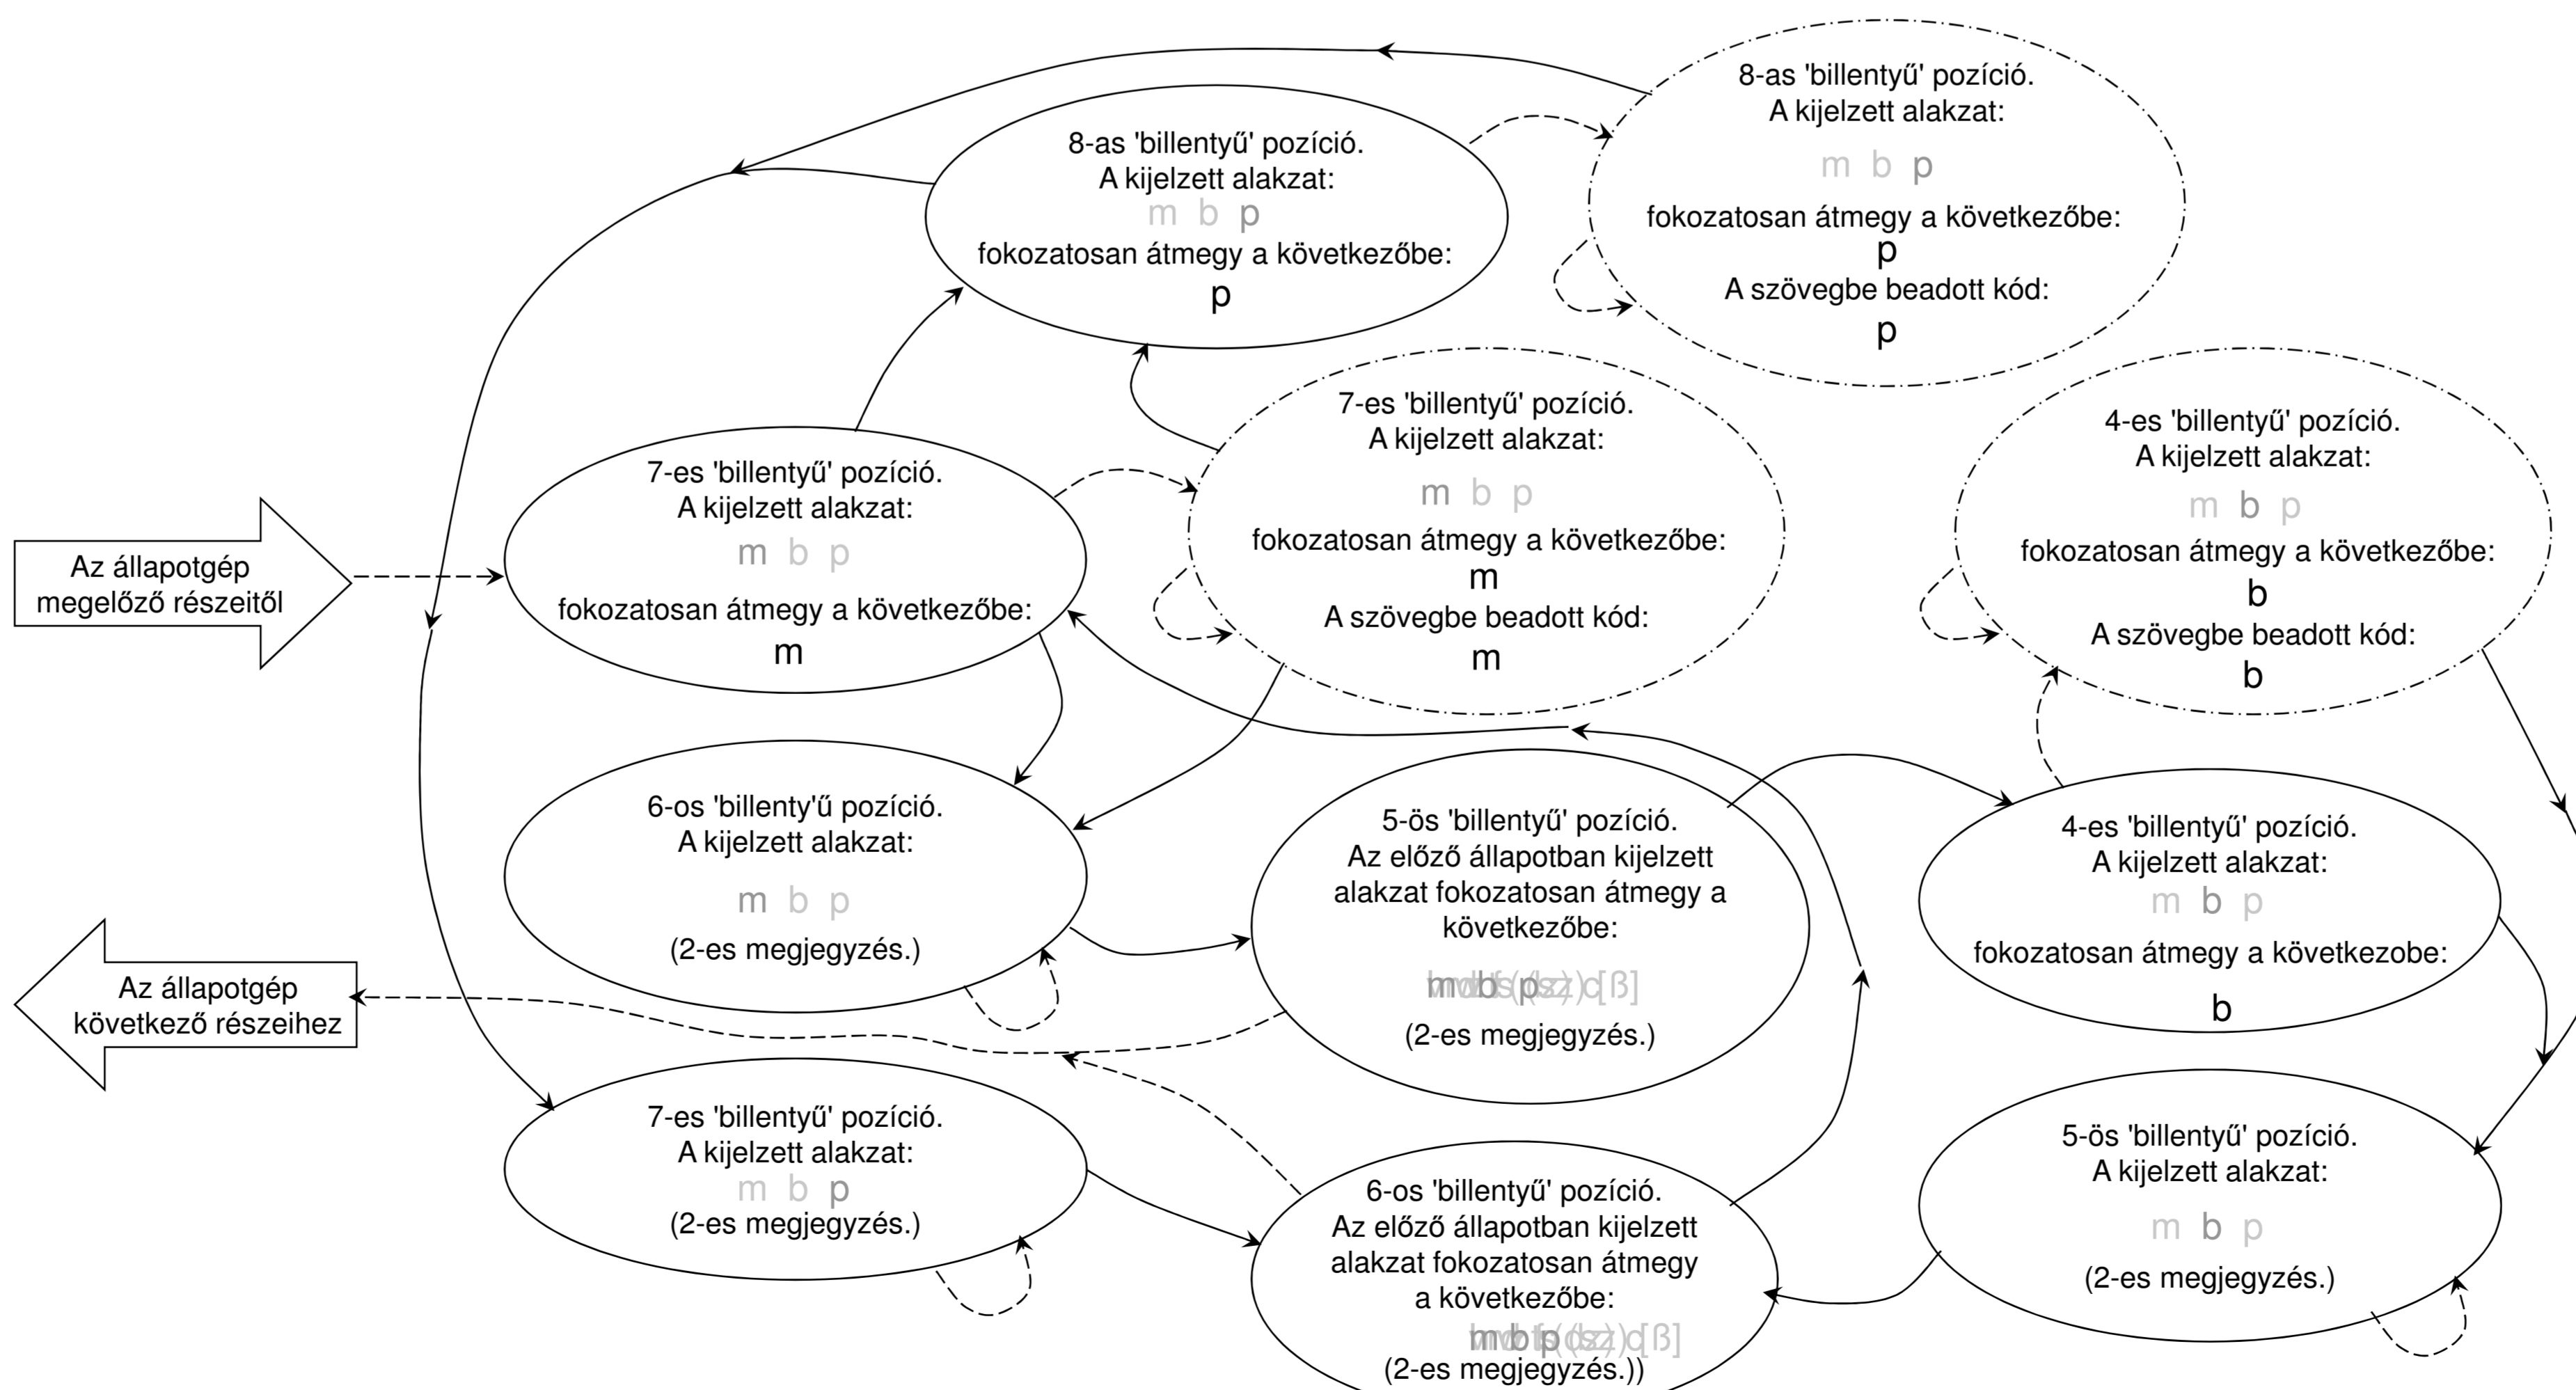 8-as 'billentyű' pozíció.
A kijelzett alakzat:
m b p
fokozatosan átmegy a következőbe:
p
A szövegbe beadott kód:
p
8-as 'billentyű' pozíció.
A kijelzett alakzat:
m b p
fokozatosan átmegy a következőbe:
p
7-es 'billentyű' pozíció.
A kijelzett alakzat:
m b p
fokozatosan átmegy a következőbe:
m
A szövegbe beadott kód:
m
4-es 'billentyű' pozíció.
A kijelzett alakzat:
m b p
fokozatosan átmegy a következőbe:
b
A szövegbe beadott kód:
b
7-es 'billentyű' pozíció.
A kijelzett alakzat:
m b p
fokozatosan átmegy a következőbe:
m
Az állapotgép
megelőző részeitől
6-os 'billenty'ű pozíció.
A kijelzett alakzat:
m b p
(2-es megjegyzés.)
5-ös 'billentyű' pozíció.
Az előző állapotban kijelzett
alakzat fokozatosan átmegy a
következőbe:
m b p [ß]
(2-es megjegyzés.)
4-es 'billentyű' pozíció.
A kijelzett alakzat:
m b p
fokozatosan átmegy a következobe:
b
Az állapotgép
következő részeihez
7-es 'billentyű' pozíció.
A kijelzett alakzat:
m b p
(2-es megjegyzés.)
6-os 'billentyű' pozíció.
Az előző állapotban kijelzett
alakzat fokozatosan átmegy
a következőbe:
m b p [ß]
(2-es megjegyzés.))
5-ös 'billentyű' pozíció.
A kijelzett alakzat:
m b p
(2-es megjegyzés.)